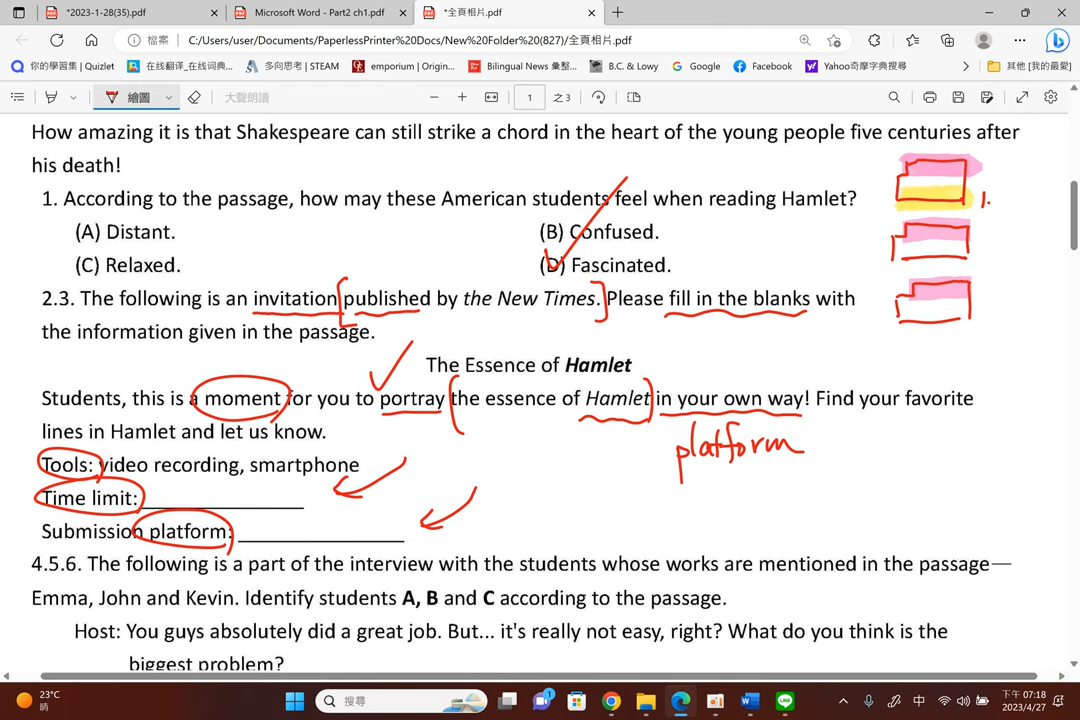 *2023-1-28(35).pdf
Microsoft Word - Part2 ch1.pdf
*全頁相片.pdf
檔案
C:/Users/user/Documents/PaperlessPrinter%20Docs/New%20Folder%20(827)/全頁相片.pdf
你的學習集 | Quizlet
在线翻译_在线词典...
多向思考 | STEAM
emporium | Origin...
Bilingual News 彙整...
B.C. & Lowy
Google
Facebook
Yahoo奇摩字典搜尋
其他 [我的最愛]
繪圖
大聲朗讀
1
之 3
How amazing it is that Shakespeare can still strike a chord in the heart of the young people five centuries after
his death!
1. According to the passage, how may these American students feel when reading Hamlet?
1.
(A) Distant.
(B) Confused.
(C) Relaxed.
(D) Fascinated.
2.3. The following is an invitation published by the New Times. Please fill in the blanks with
the information given in the passage.
The Essence of Hamlet
Students, this is a moment for you to portray the essence of Hamlet in your own way! Find your favorite
lines in Hamlet and let us know.
platform
Tools: video recording, smartphone
Time limit:
Submission platform:
4.5.6. The following is a part of the interview with the students whose works are mentioned in the passage—
Emma, John and Kevin. Identify students A, B and C according to the passage.
Host: You guys absolutely did a great job. But... it's really not easy, right? What do you think is the
biggest problem?
23°C
晴
搜尋
1
中
下午 07:18
2023/4/27